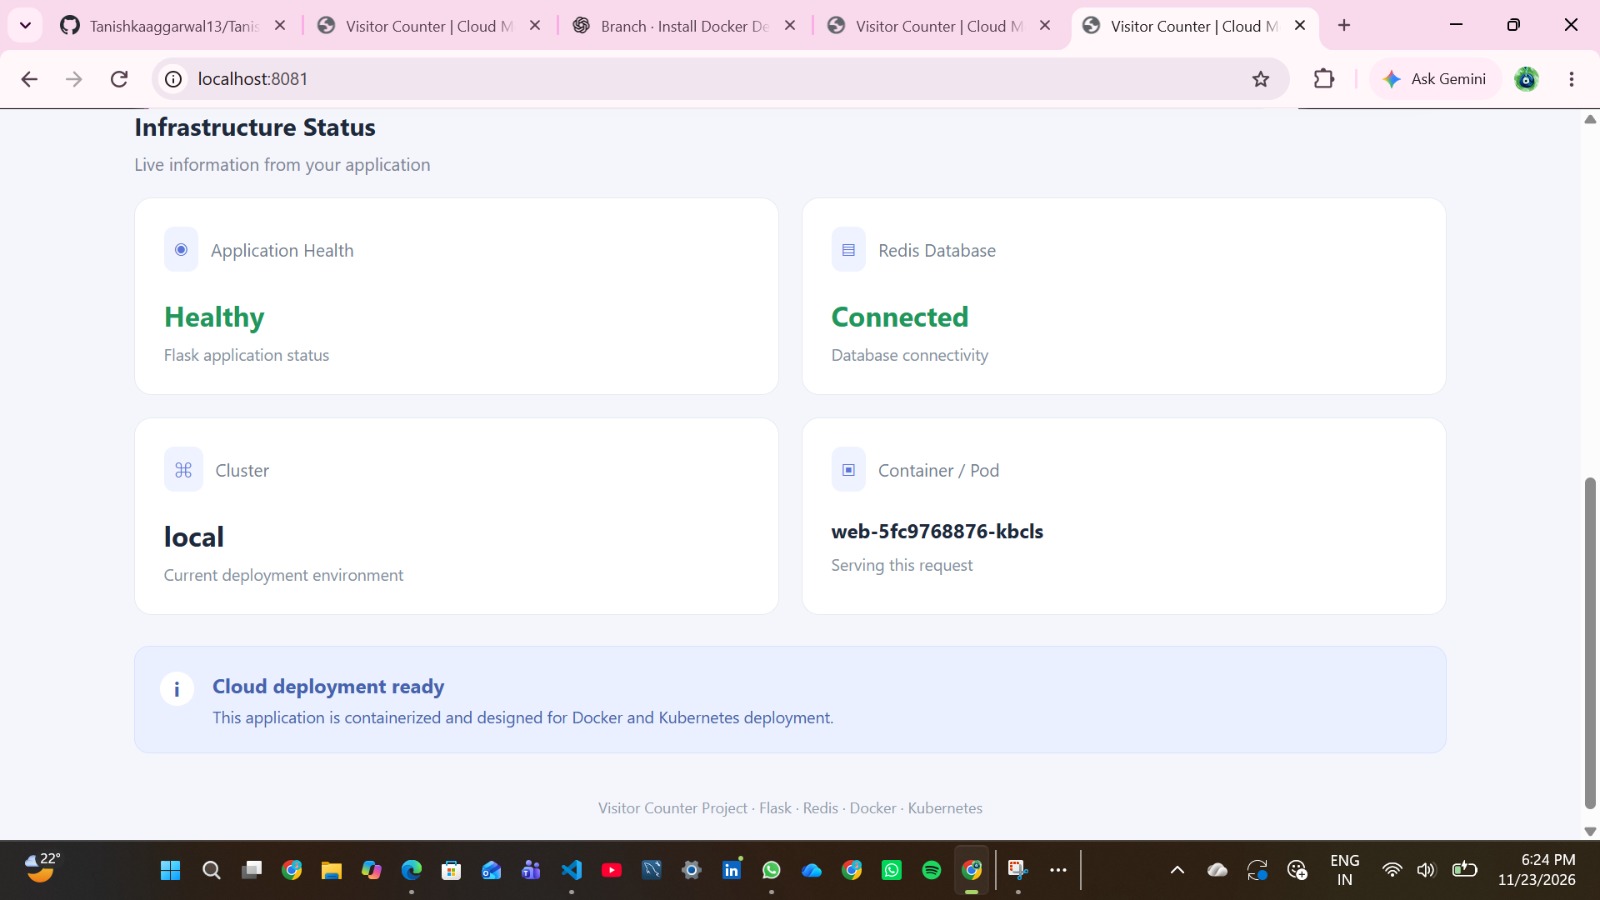 Tanishkaaggarwal13/Tanis
Visitor Counter | Cloud M
Branch · Install Docker De
Visitor Counter | Cloud M
Visitor Counter | Cloud M
localhost:8081
Ask Gemini
Infrastructure Status
Live information from your application
Application Health
Healthy
Flask application status
Redis Database
Connected
Database connectivity
Cluster
local
Current deployment environment
Container / Pod
web-5fc9768876-kbcls
Serving this request
i
Cloud deployment ready
This application is containerized and designed for Docker and Kubernetes deployment.
Visitor Counter Project · Flask · Redis · Docker · Kubernetes
22°
ENG
IN
6:24 PM
11/23/2026